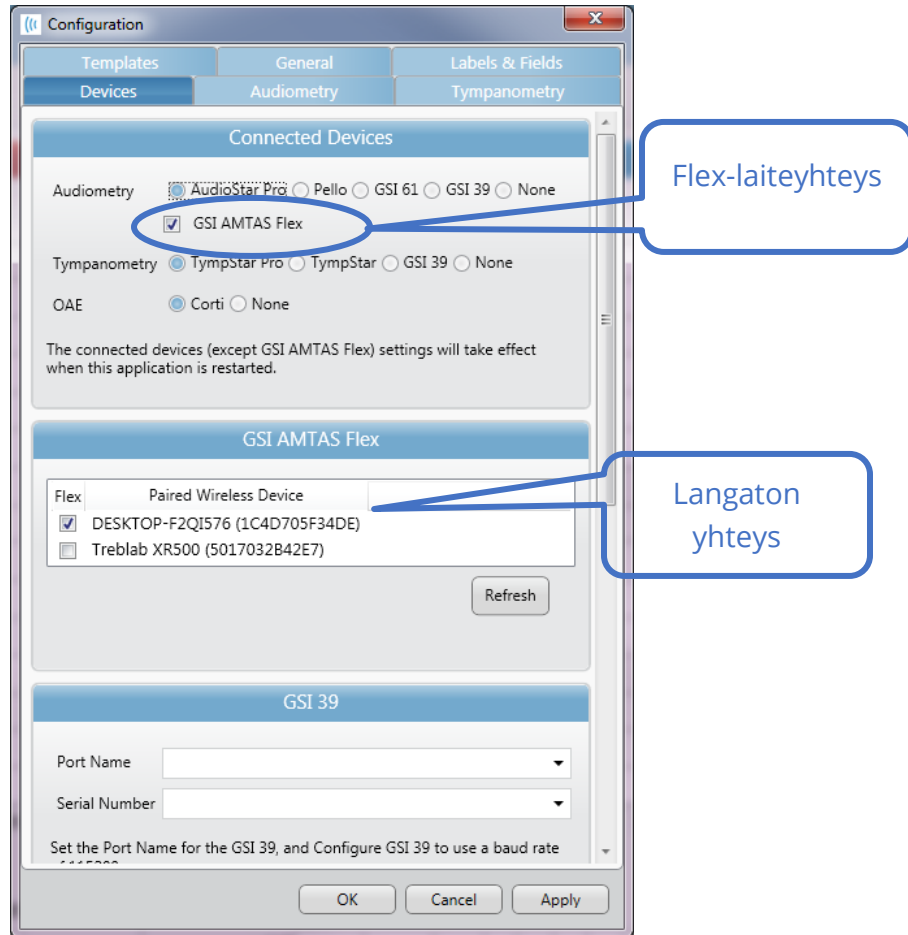 Configuration
Templates General Labels & Fields
Devices Audiometry Tympanometry
Connected Devices
Audiometry AudioStar Pro Pello GSI 61 GSI 39 None
GSI AMTAS Flex
Tympanometry TympStar Pro TympStar GSI 39 None
OAE Corti None
The connected devices (except GSI AMTAS Flex) settings will take effect
when this application is restarted.
Flex-laiteyhteys
GSI AMTAS Flex
Flex Paired Wireless Device
DESKTOP-F2QI576 (1C4D705F34DE)
Treblab XR500 (5017032B42E7)
Refresh
Langaton
yhteys
GSI 39
Port Name
Serial Number
Set the Port Name for the GSI 39, and Configure GSI 39 to use a baud rate
OK Cancel Apply